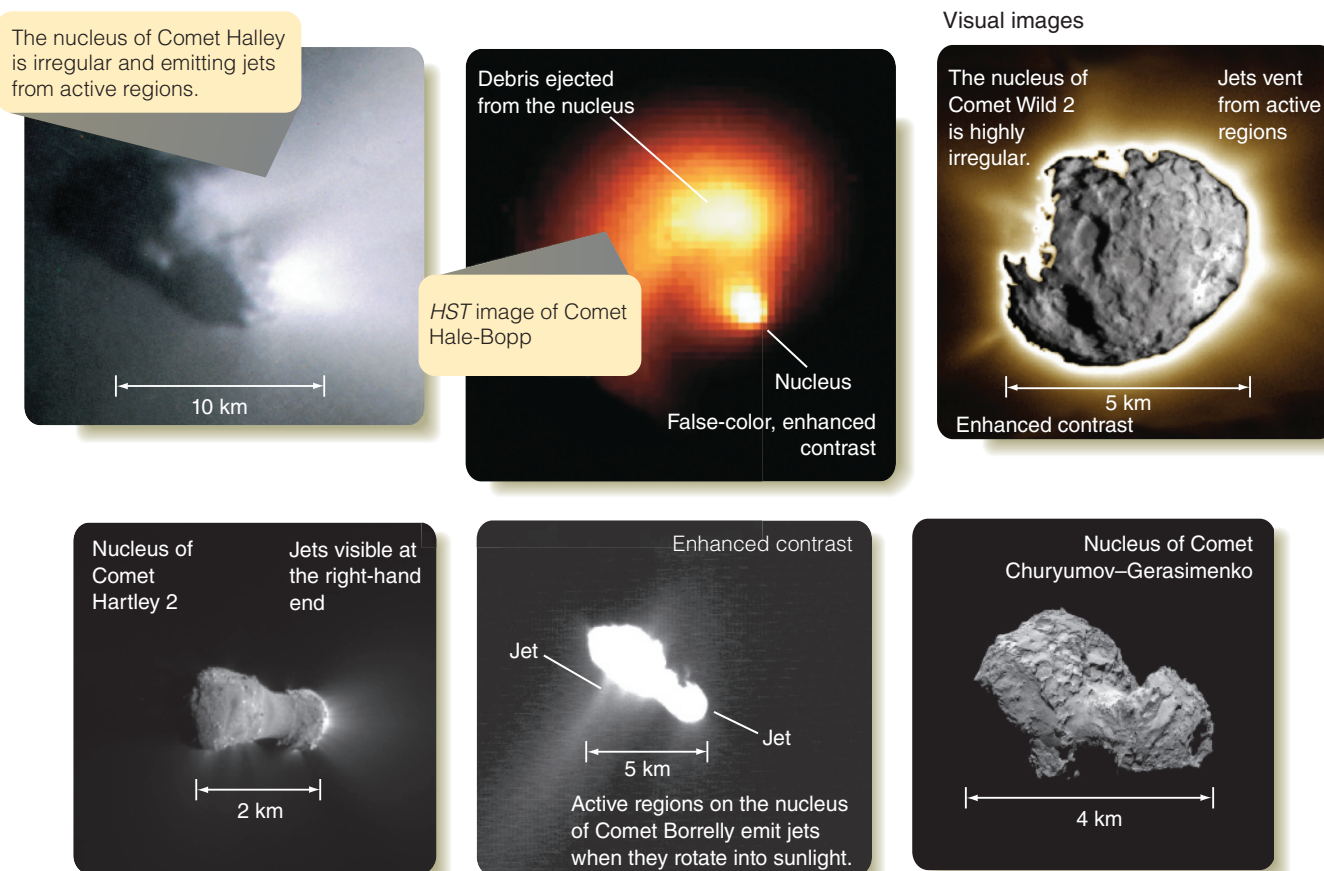 The nucleus of Comet Halley
is irregular and emitting jets
from active regions.
10 km
Debris ejected
from the nucleus
HST image of Comet
Hale-Bopp
Nucleus
False-color, enhanced
contrast
Visual images
The nucleus of
Comet Wild 2
is highly
irregular.
Jets vent
from active
regions
5 km
Enhanced contrast
Nucleus of
Comet
Hartley 2
Jets visible at
the right-hand
end
2 km
Enhanced contrast
Jet
Jet
5 km
Active regions on the nucleus
of Comet Borrelly emit jets
when they rotate into sunlight.
Nucleus of Comet
Churyumov–Gerasimenko
4 km